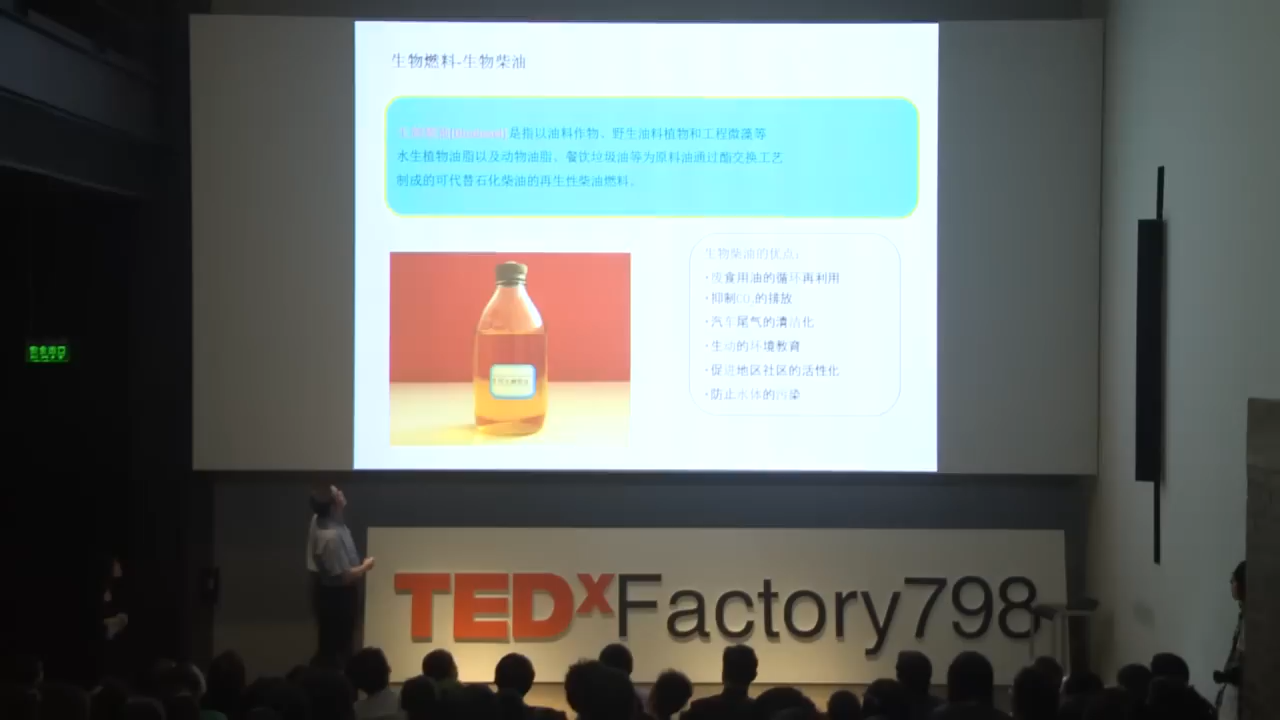 生物燃料-生物柴油
是指以油料作物、野生油料植物和工程微藻等
水生植物油脂以及动物油脂、餐饮垃圾油等为原料油通过酯交换工艺
制成的可代替石化柴油的再生性柴油燃料。
生物柴油的优点:
·废食用油的循环再利用
·抑制CO₂的排放
·汽车尾气的清洁化
·生动的环境教育
·促进地区社区的活性化
·防止水体的污染
TEDxFactory798